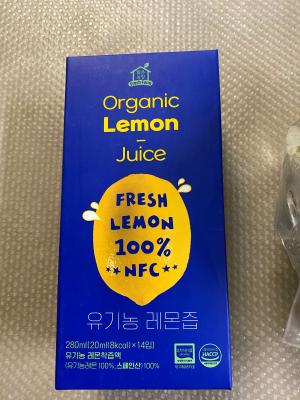 Organic
Lemon
Juice
FRESH
LEMON
100%
NFC
유기농 레몬즙
280ml(20ml(8kcal)×14입)
유기농 레몬착즙액
(유기농레몬 100%, 스페인산) 100%
HACCP